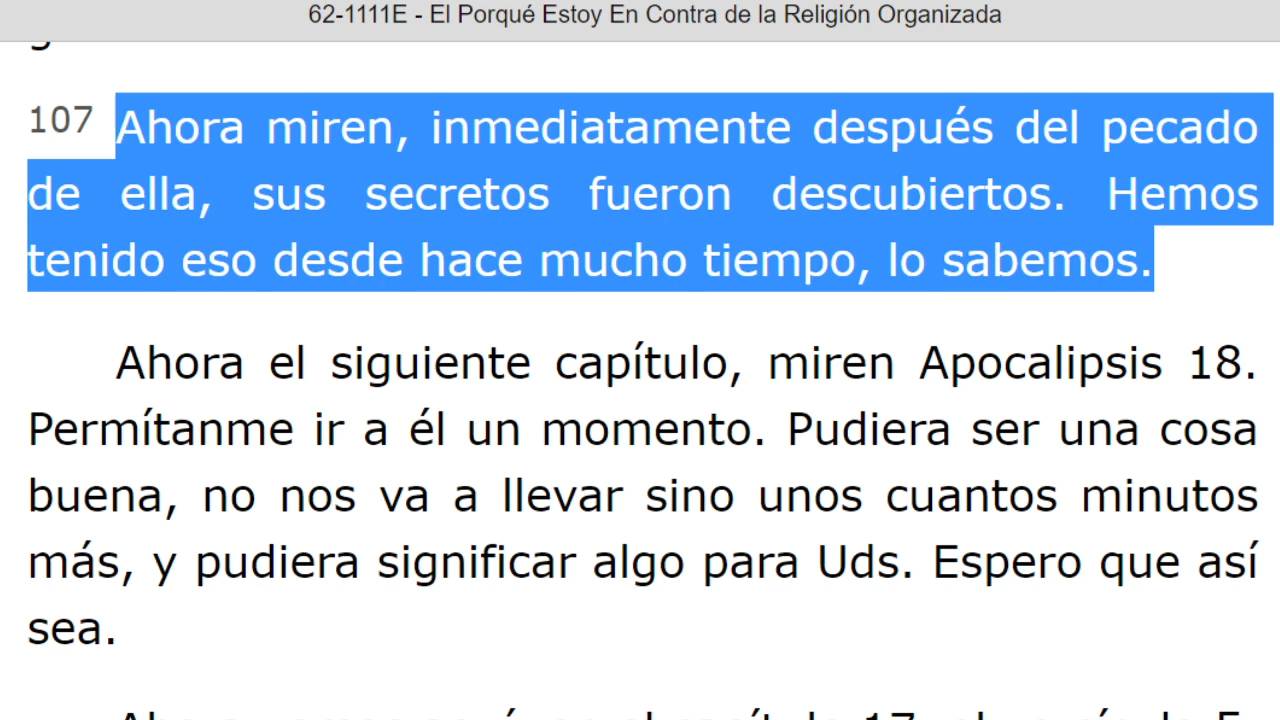 62-1111E - El Porqué Estoy En Contra de la Religión Organizada
107 Ahora miren, inmediatamente después del pecado
de ella, sus secretos fueron descubiertos. Hemos
tenido eso desde hace mucho tiempo, lo sabemos.
Ahora el siguiente capítulo, miren Apocalipsis 18.
Permítanme ir a él un momento. Pudiera ser una cosa
buena, no nos va a llevar sino unos cuantos minutos
más, y pudiera significar algo para Uds. Espero que así
sea.